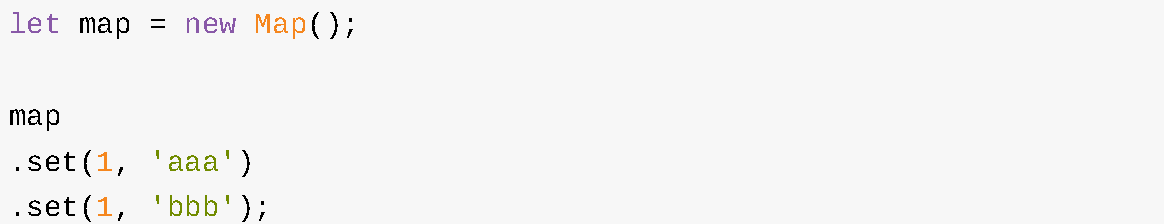 let map = new Map();

map
.set(1, 'aaa')
.set(1, 'bbb');